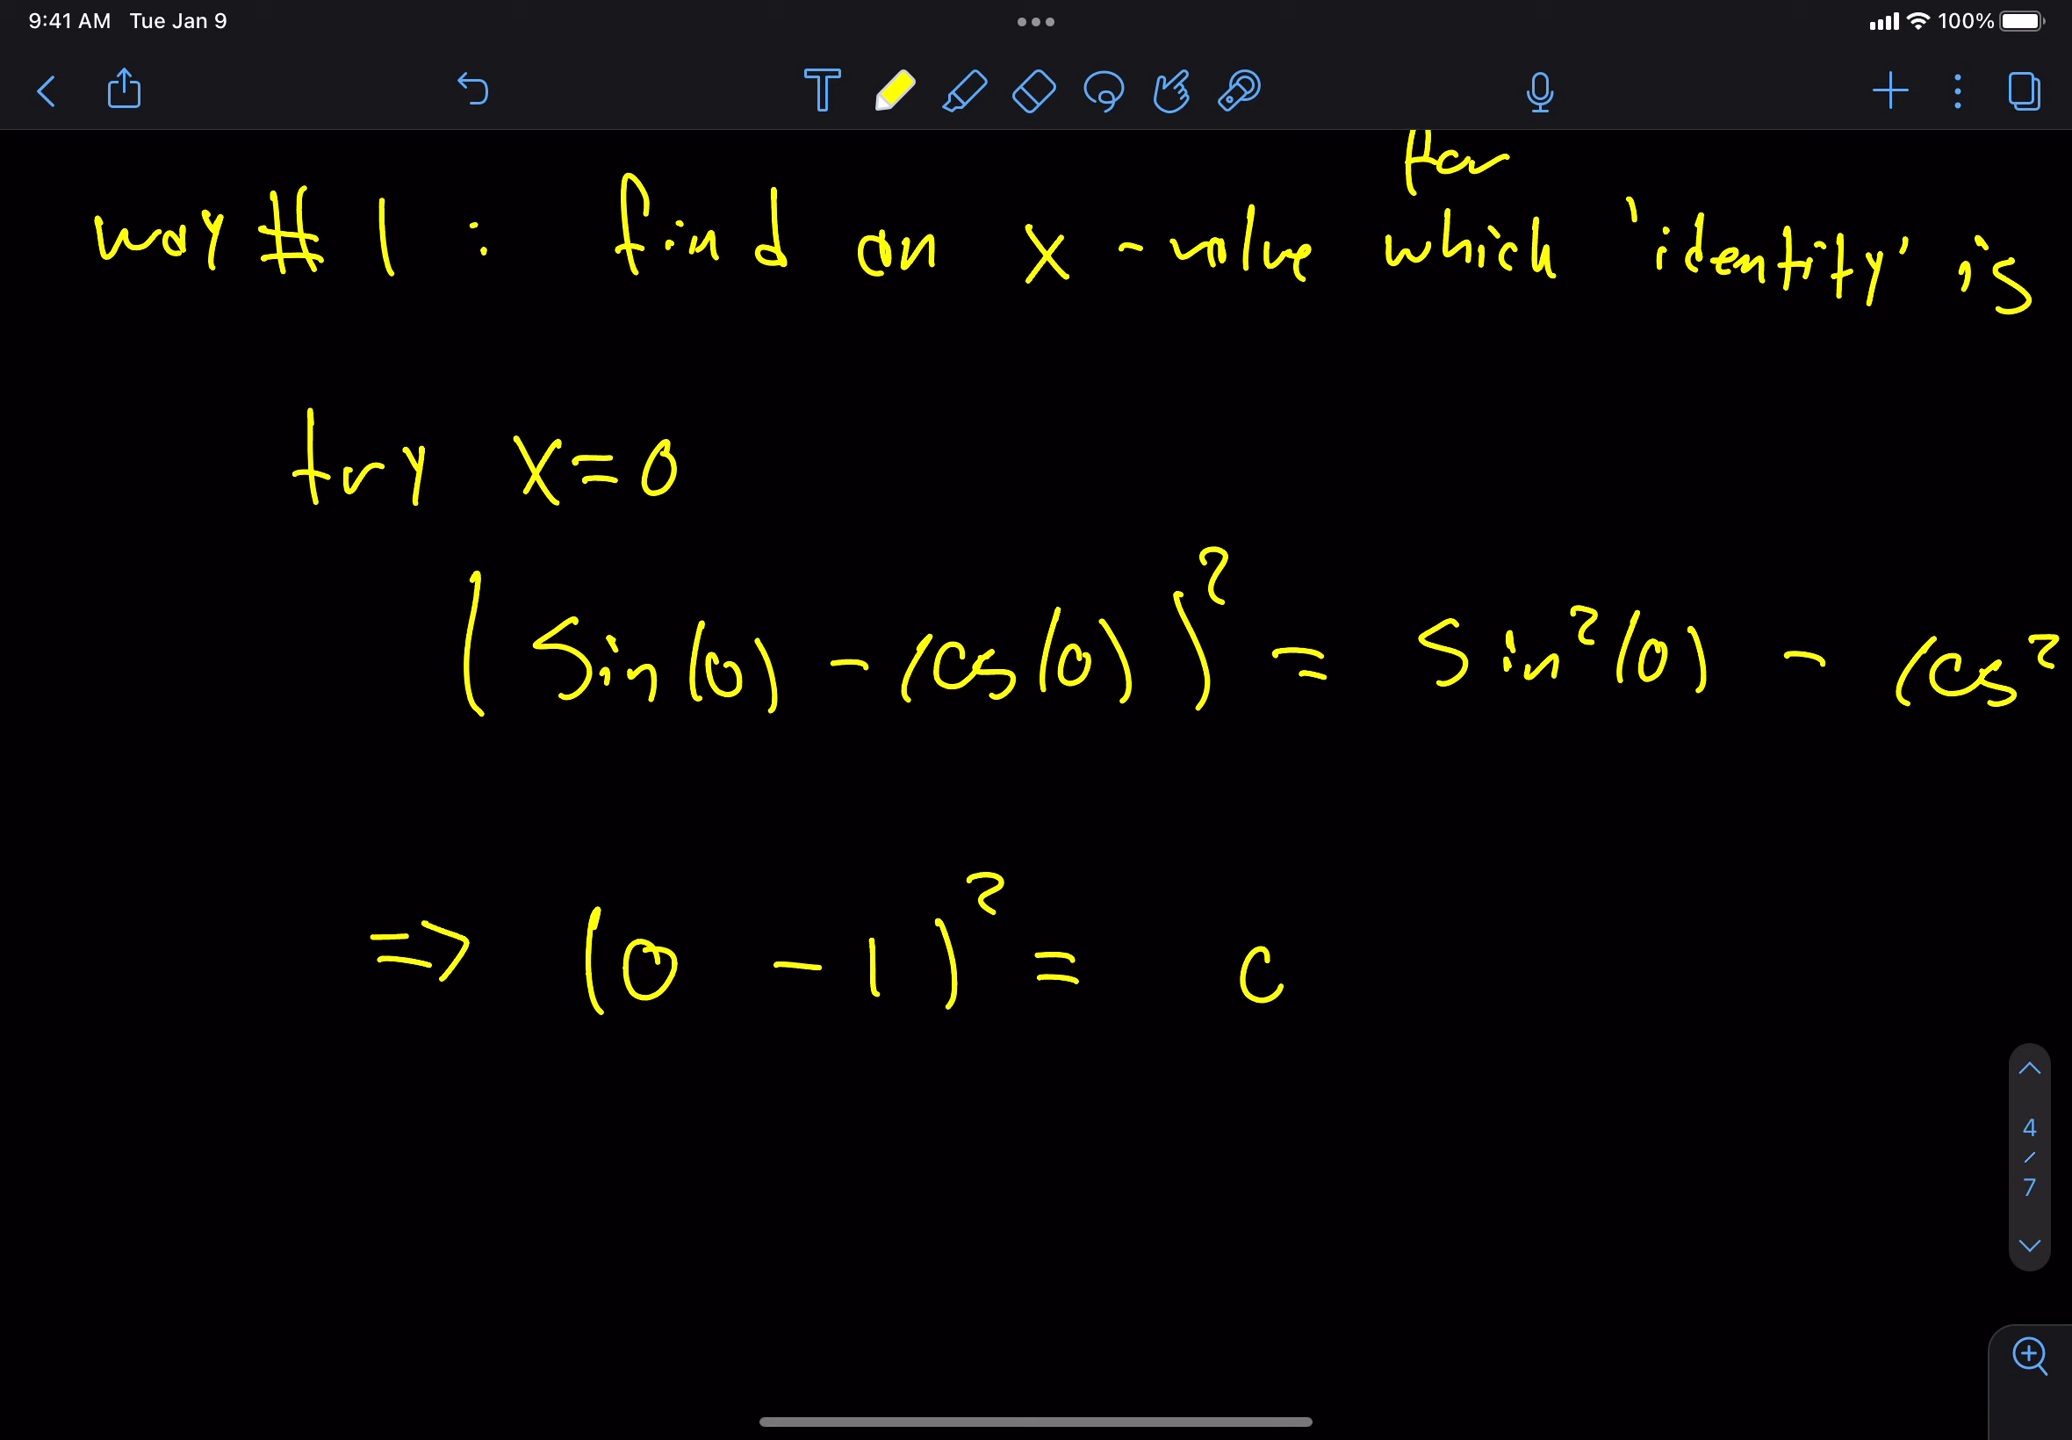 9:41 AM Tue Jan 9
100%
T
for
way # 1 : find an x-value which 'identity' is
try x=0
( sin(0) - cos(0) )² = sin²(0) - cos²
=> (0 - 1)² =
4
/
7